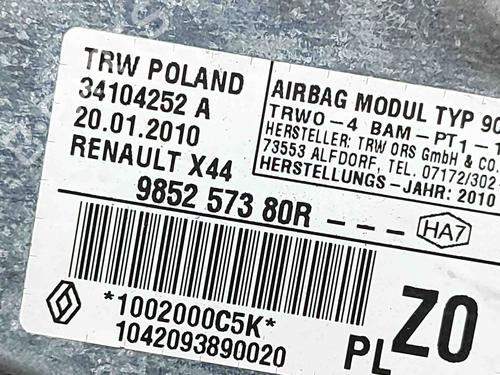 TRW POLAND
34104252 A
20.01.2010
RENAULT X44
AIRBAG MODUL TYP 90
TRWO-4 BAM-PT1-1
HERSTELLER: TRW ORS GmbH & CO.
73553 ALFDORF, TEL. 07172/302
HERSTELLUNGS-JAHR: 2010
9852 573 80R _ _ _ HA7
*1002000C5K*
1042093890020
PL Z0